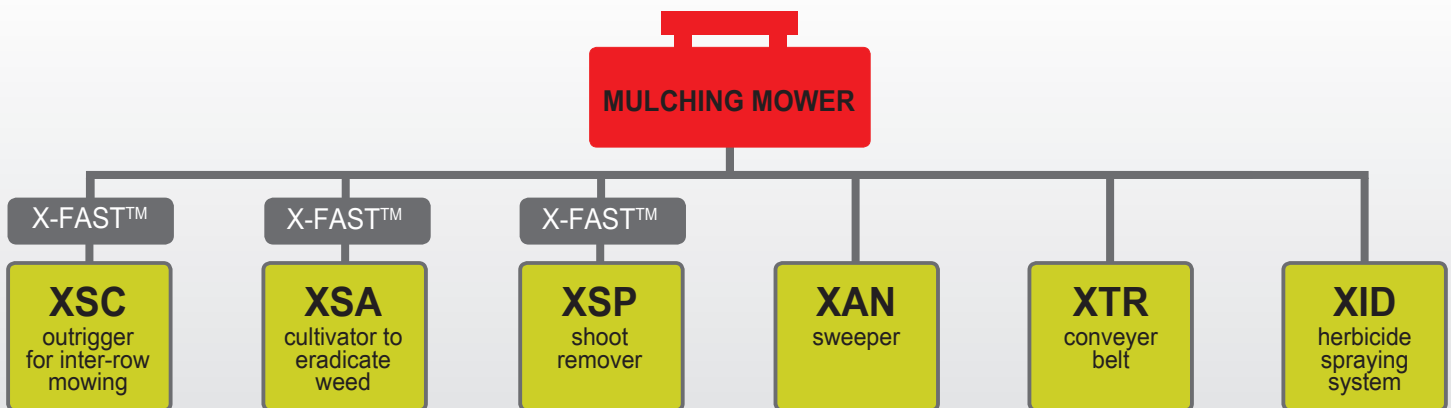 MULCHING MOWER
X-FAST™
X-FAST™
X-FAST™
XSC
outrigger
for inter-row
mowing
XSA
cultivator to
eradicate
weed
XSP
shoot
remover
XAN
sweeper
XTR
conveyer
belt
XID
herbicide
spraying
system